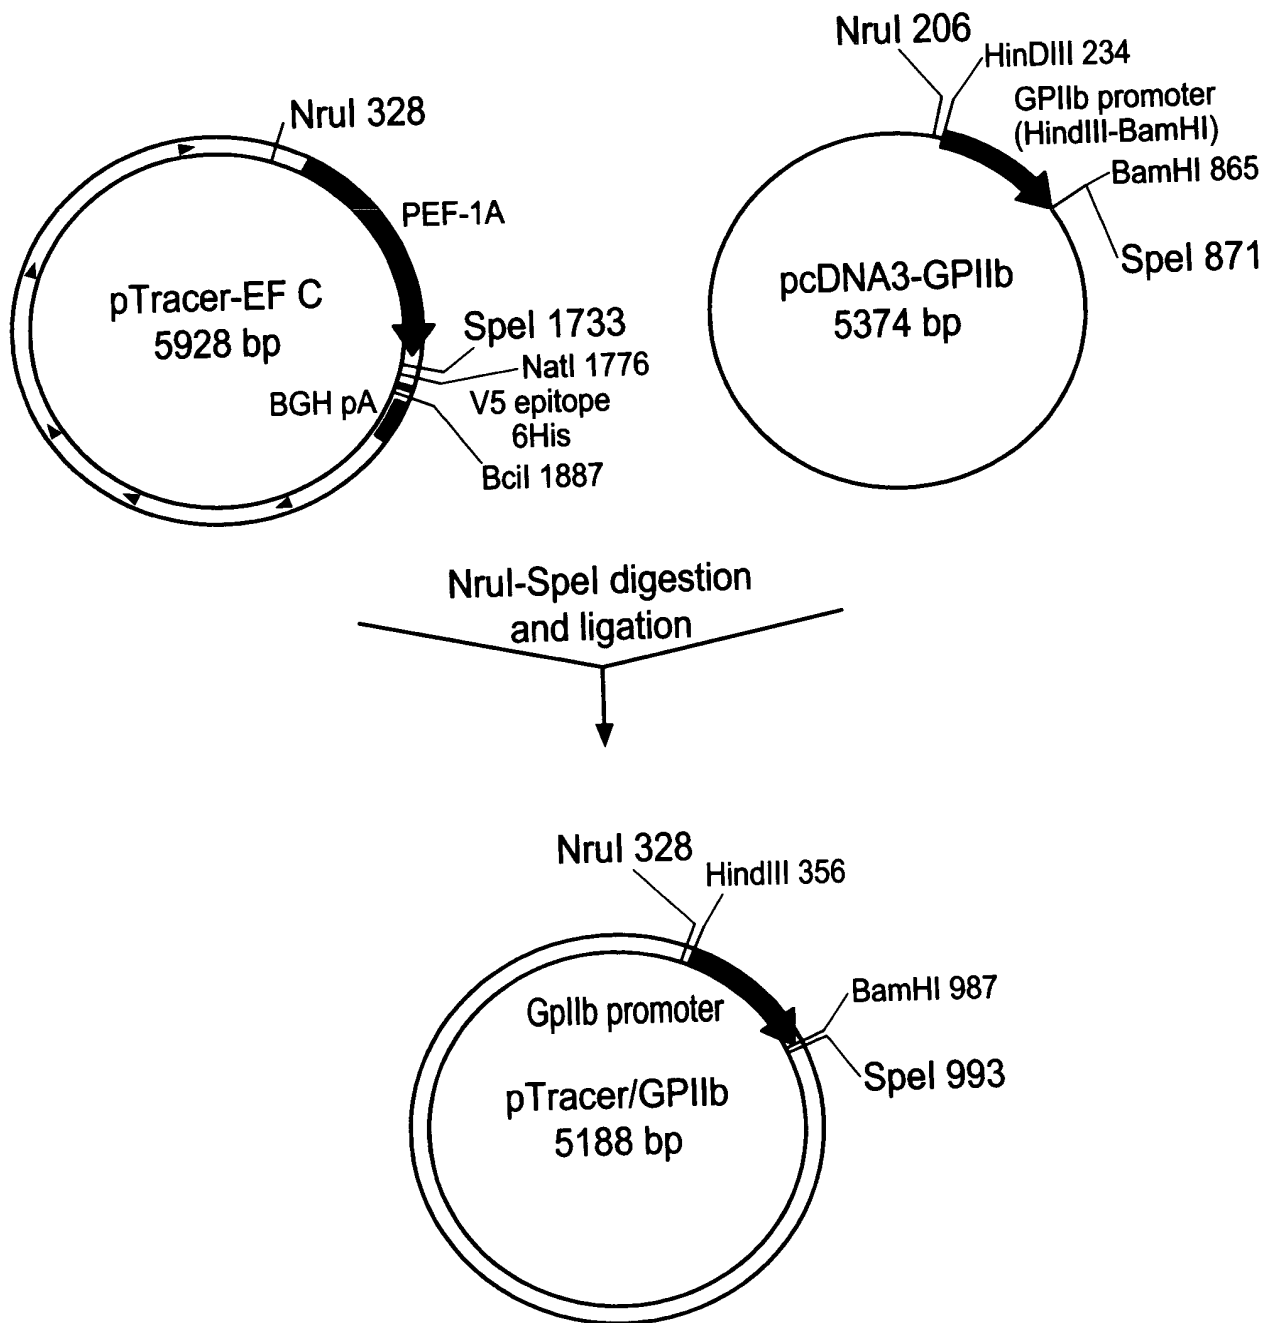 NruI 328
PEF-1A
pTracer-EF C
5928 bp
SpeI 1733
NatI 1776
V5 epitope
6His
BGH pA
BciI 1887
NruI 206
HinDIII 234
GPIIb promoter
(HindIII-BamHI)
BamHI 865
SpeI 871
pcDNA3-GPIIb
5374 bp
NruI-SpeI digestion
and ligation
NruI 328
HindIII 356
GpIIb promoter
BamHI 987
SpeI 993
pTracer/GPIIb
5188 bp